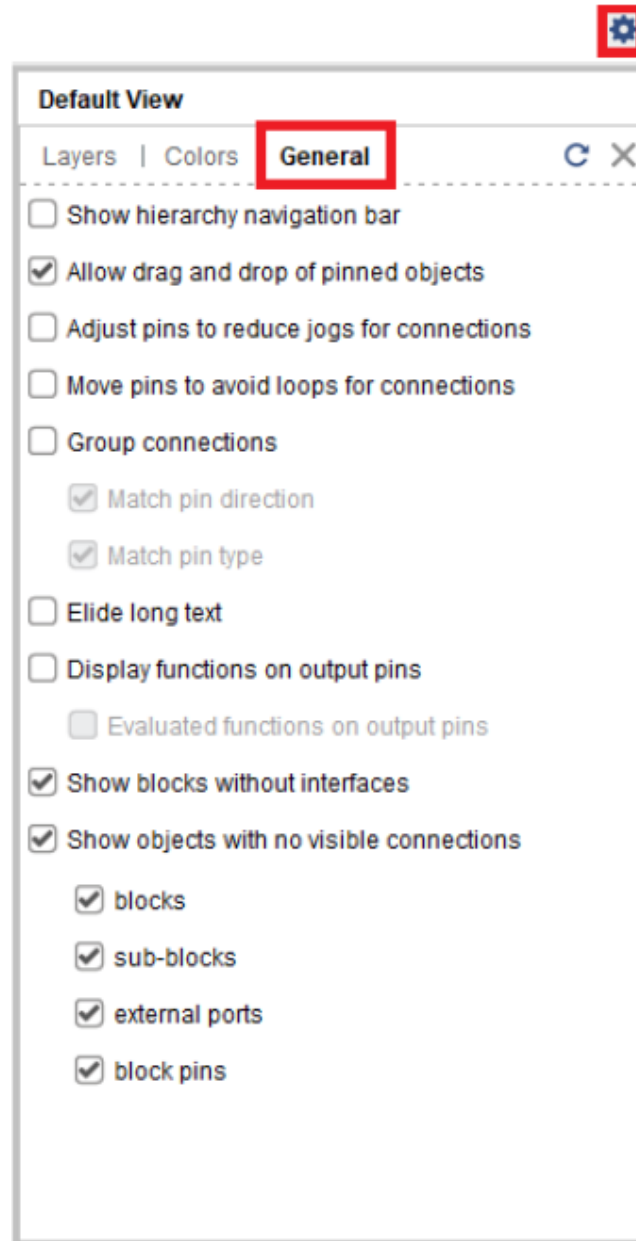 Default View
Layers | Colors General
Show hierarchy navigation bar
Allow drag and drop of pinned objects
Adjust pins to reduce jogs for connections
Move pins to avoid loops for connections
Group connections
Match pin direction
Match pin type
Elide long text
Display functions on output pins
Evaluated functions on output pins
Show blocks without interfaces
Show objects with no visible connections
blocks
sub-blocks
external ports
block pins